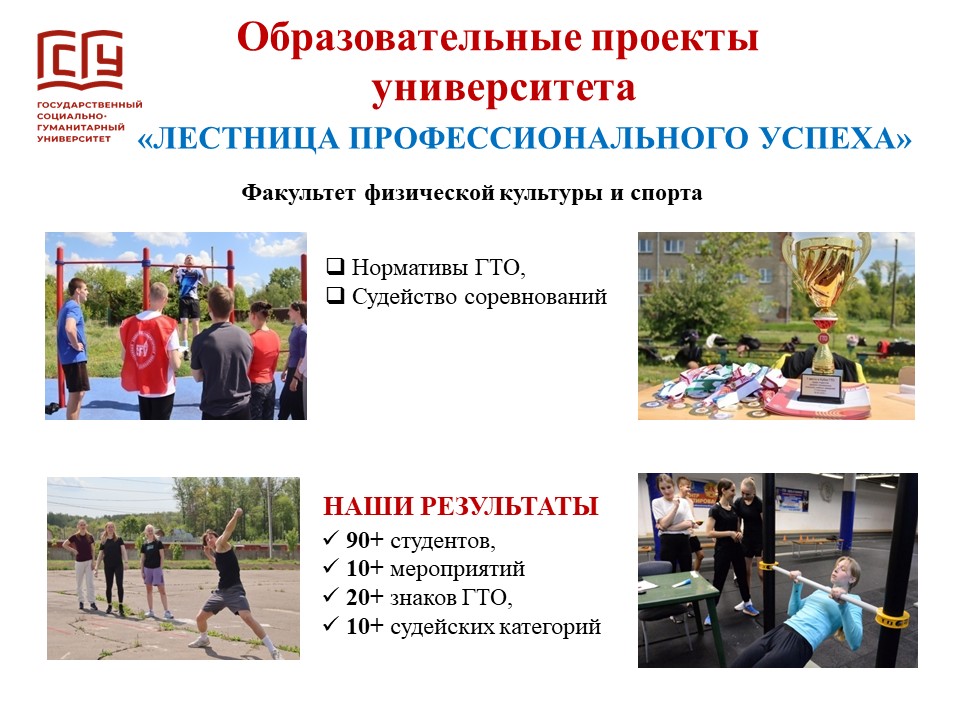 ГСГУ
ГОСУДАРСТВЕННЫЙ
СОЦИАЛЬНО-
ГУМАНИТАРНЫЙ
УНИВЕРСИТЕТ
Образовательные проекты
университета
«ЛЕСТНИЦА ПРОФЕССИОНАЛЬНОГО УСПЕХА»
Факультет физической культуры и спорта
❑ Нормативы ГТО,
❑ Судейство соревнований
НАШИ РЕЗУЛЬТАТЫ
✓ 90+ студентов,
✓ 10+ мероприятий
✓ 20+ знаков ГТО,
✓ 10+ судейских категорий